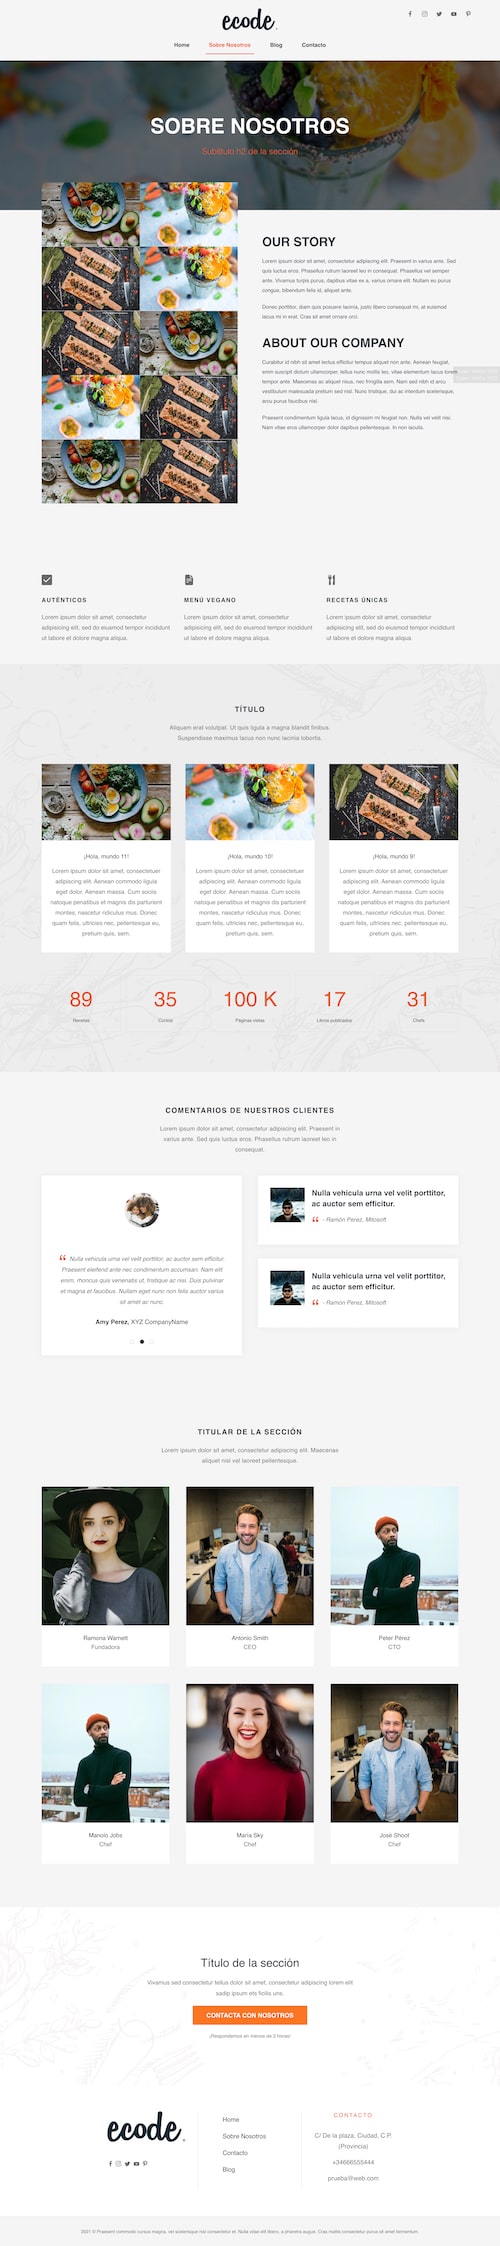 ecode.
Home
Sobre Nosotros
Blog
Contacto
SOBRE NOSOTROS
Subtítulo h2 de la sección
OUR STORY
Lorem ipsum dolor sit amet, consectetur adipiscing elit. Praesent in varius ante. Sed
quis luctus eros. Phasellus rutrum laoreet leo in consequat. Phasellus vel semper
ante. Vivamus turpis purus, dapibus vitae ex a, varius ornare elit. Nullam eu purus
congue, bibendum felis id, aliquet ante.
Donec porttitor, diam quis posuere lacinia, justo libero consequat mi, at euismod
lacus mi in erat. Cras sit amet ornare orci.
ABOUT OUR COMPANY
Curabitur id nibh sit amet lectus efficitur tempus aliquet non ante. Aenean feugiat,
enim suscipit dictum ullamcorper, tellus nunc mollis leo, vitae elementum lacus lorem
tempor ante. Maecenas ac aliquet risus, nec fringilla sem. Nam sed nibh id arcu
vestibulum malesuada pretium sed nisl. Nunc tristique, dui ac interdum scelerisque,
arcu purus faucibus nisl.
Praesent condimentum ligula lacus, id dignissim mi feugiat non. Nulla vel velit nisi.
Nam vitae eros ullamcorper dolor dapibus pellentesque. In non iaculis.
AUTÉNTICOS
Lorem ipsum dolor sit amet, consectetur
adipisicing elit, sed do eiusmod tempor incididunt
ut labore et dolore magna aliqua.
MENÚ VEGANO
Lorem ipsum dolor sit amet, consectetur
adipisicing elit, sed do eiusmod tempor incididunt
ut labore et dolore magna aliqua.
RECETAS ÚNICAS
Lorem ipsum dolor sit amet, consectetur
adipisicing elit, sed do eiusmod tempor incididunt
ut labore et dolore magna aliqua.
TÍTULO
Aliquam erat volutpat. Ut quis ligula a magna blandit finibus.
Suspendisse maximus lacus non nunc lacinia lobortis.
¡Hola, mundo 11!
Lorem ipsum dolor sit amet, consectetuer
adipiscing elit. Aenean commodo ligula
eget dolor. Aenean massa. Cum sociis
natoque penatibus et magnis dis parturient
montes, nascetur ridiculus mus. Donec
quam felis, ultricies nec, pellentesque eu,
pretium quis, sem.
¡Hola, mundo 10!
Lorem ipsum dolor sit amet, consectetuer
adipiscing elit. Aenean commodo ligula
eget dolor. Aenean massa. Cum sociis
natoque penatibus et magnis dis parturient
montes, nascetur ridiculus mus. Donec
quam felis, ultricies nec, pellentesque eu,
pretium quis, sem.
¡Hola, mundo 9!
Lorem ipsum dolor sit amet, consectetuer
adipiscing elit. Aenean commodo ligula
eget dolor. Aenean massa. Cum sociis
natoque penatibus et magnis dis parturient
montes, nascetur ridiculus mus. Donec
quam felis, ultricies nec, pellentesque eu,
pretium quis, sem.
89
Recetas
35
Cursos
100 K
Páginas vistas
17
Libros publicados
31
Chefs
COMENTARIOS DE NUESTROS CLIENTES
Lorem ipsum dolor sit amet, consectetur adipiscing elit. Praesent in
varius ante. Sed quis luctus eros. Phasellus rutrum laoreet leo in
consequat.
“ Nulla vehicula urna vel velit porttitor, ac auctor sem efficitur.
Praesent eleifend ante nec condimentum accumsan. Nam elit
enim, rhoncus quis venenatis ut, tristique ac nisi. Duis pulvinar
et magna et faucibus. Nullam eget nunc non felis auctor varius
sit amet ac nunc.
Amy Perez, XYZ CompanyName
Nulla vehicula urna vel velit porttitor,
ac auctor sem efficitur.
“ - Ramón Perez, Mitosoft
Nulla vehicula urna vel velit porttitor,
ac auctor sem efficitur.
“ - Ramón Perez, Mitosoft
TITULAR DE LA SECCIÓN
Lorem ipsum dolor sit amet, consectetur adipiscing elit. Maecenas
aliquet nisl vel laoreet pellentesque.
Ramona Warnett
Fundadora
Antonio Smith
CEO
Peter Pérez
CTO
Manolo Jobs
Chef
María Sky
Chef
José Shoot
Chef
Título de la sección
Vivamus sed consectetur tellus dolor sit amet, consectetur adipiscing lorem elit
sadip ipsum ets ficilis uns.
CONTACTA CON NOSOTROS
¡Respondemos en menos de 2 horas!
ecode.
Home
Sobre Nosotros
Contacto
Blog
CONTACTO
C/ De la plaza, Ciudad, C.P.
(Provincia)
+34666555444
prueba@web.com
2021 © Praesent commodo cursus magna, vel scelerisque nisl consectetur et. Nulla vitae elit libero, a pharetra augue. Cras mattis consectetur purus sit amet fermentum.